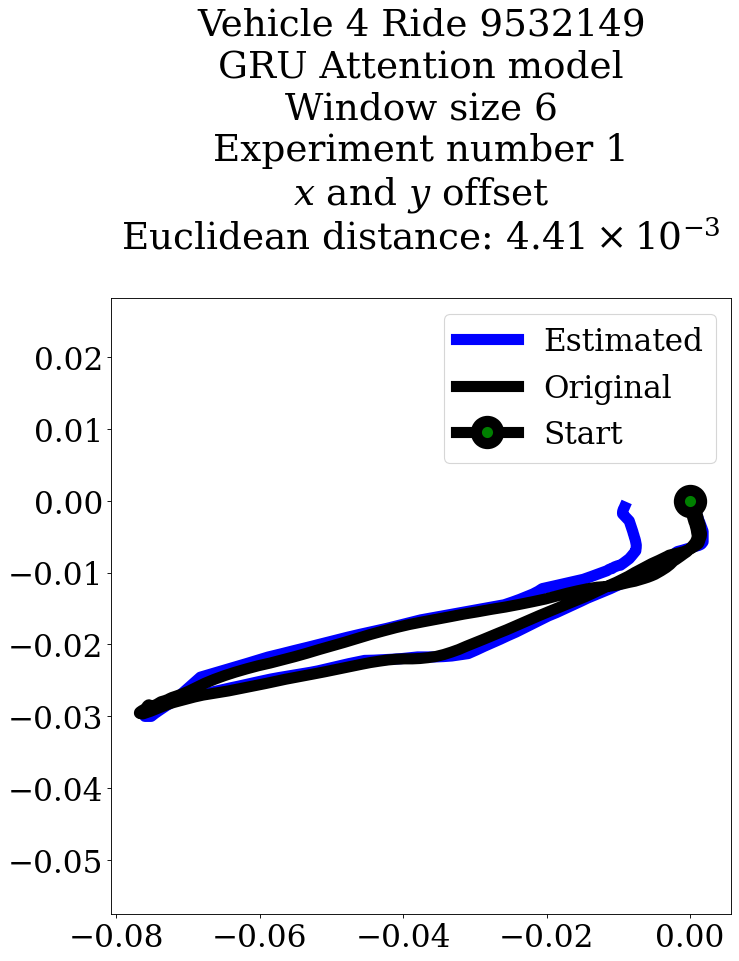 Vehicle 4 Ride 9532149
GRU Attention model
Window size 6
Experiment number 1
x and y offset
Euclidean distance: 4.41 × 10⁻³
Estimated
Original
Start
0.02
0.01
0.00
−0.01
−0.02
−0.03
−0.04
−0.05
−0.08 −0.06 −0.04 −0.02 0.00